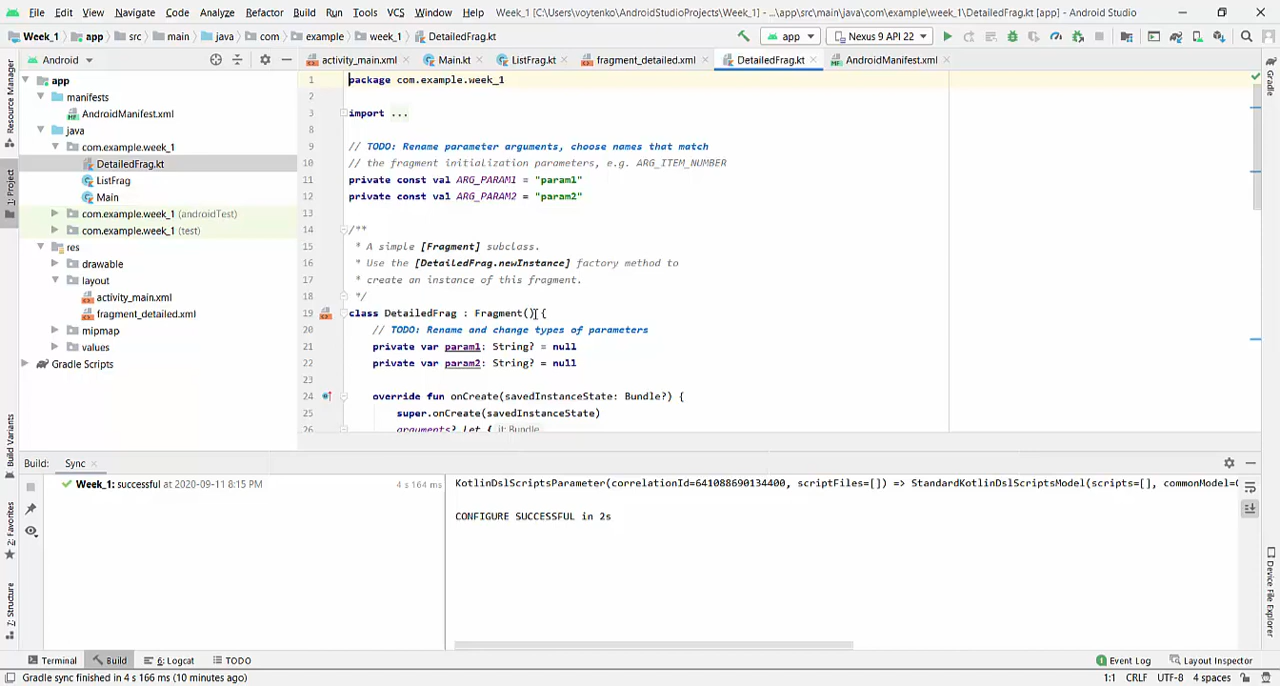 File Edit View Navigate Code Analyze Refactor Build Run Tools VCS Window Help Week_1 [C:\Users\voytenko\AndroidStudioProjects\Week_1] - ...\app\src\main\java\com\example\week_1\DetailedFrag.kt [app] - Android Studio
Week_1 app src main java com example week_1 DetailedFrag.kt app Nexus 9 API 22
Android activity_main.xml Main.kt ListFrag.kt fragment_detailed.xml DetailedFrag.kt AndroidManifest.xml
Resource Manager
1: Project
Build Variants
2: Favorites
Z: Structure
Gradle
Device File Explorer
app
manifests
AndroidManifest.xml
java
com.example.week_1
DetailedFrag.kt
ListFrag
Main
com.example.week_1 (androidTest)
com.example.week_1 (test)
res
drawable
layout
activity_main.xml
fragment_detailed.xml
mipmap
values
Gradle Scripts
1 package com.example.week_1
2
3 import ...
8
9 // TODO: Rename parameter arguments, choose names that match
10 // the fragment initialization parameters, e.g. ARG_ITEM_NUMBER
11 private const val ARG_PARAM1 = "param1"
12 private const val ARG_PARAM2 = "param2"
13
14 /**
15 * A simple [Fragment] subclass.
16 * Use the [DetailedFrag.newInstance] factory method to
17 * create an instance of this fragment.
18 */
19 class DetailedFrag : Fragment() {
20 // TODO: Rename and change types of parameters
21 private var param1: String? = null
22 private var param2: String? = null
23
24 override fun onCreate(savedInstanceState: Bundle?) {
25 super.onCreate(savedInstanceState)
26 arguments?.let { it: Bundle
Build: Sync
Week_1: successful at 2020-09-11 8:15 PM 4 s 164 ms
KotlinDslScriptsParameter(correlationId=641088690134400, scriptFiles=[]) => StandardKotlinDslScriptsModel(scripts=[], commonModel=
CONFIGURE SUCCESSFUL in 2s
Terminal Build 6: Logcat TODO Event Log Layout Inspector
Gradle sync finished in 4 s 166 ms (10 minutes ago) 1:1 CRLF UTF-8 4 spaces